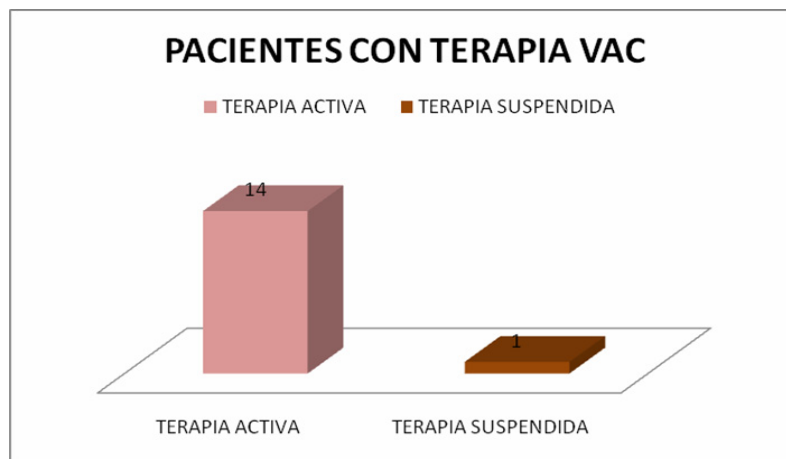 PACIENTES CON TERAPIA VAC
TERAPIA ACTIVA TERAPIA SUSPENDIDA
14
1
TERAPIA ACTIVA TERAPIA SUSPENDIDA